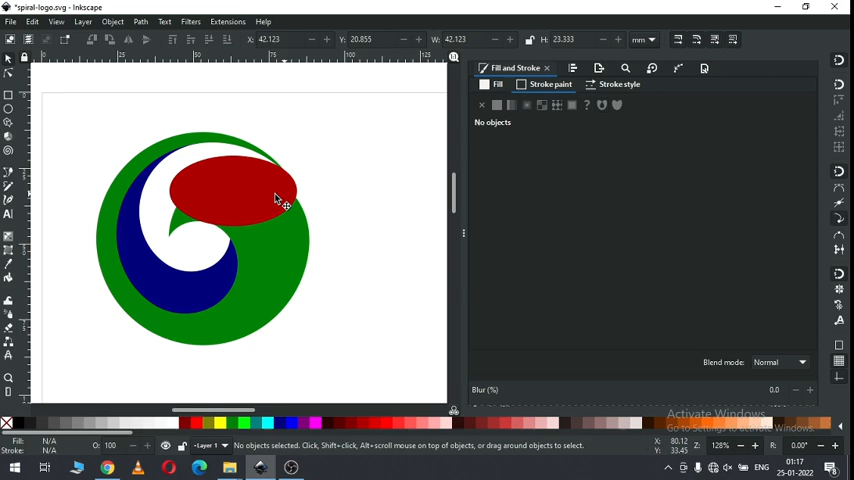 *spiral-logo.svg - Inkscape
File Edit View Layer Object Path Text Filters Extensions Help
X: 42.123 Y: 20.855 W: 42.123 H: 23.333 mm
Fill and Stroke
Fill Stroke paint Stroke style
No objects
Blend mode: Normal
Blur (%) 0.0
Activate Windows
Go to Settings to activate Windows.
Fill: N/A
Stroke: N/A
O: 100
-Layer 1
No objects selected. Click, Shift+click, Alt+scroll mouse on top of objects, or drag around objects to select.
X: 80.12
Y: 33.45
Z: 128% R: 0.00°
ENG
01:17
25-01-2022